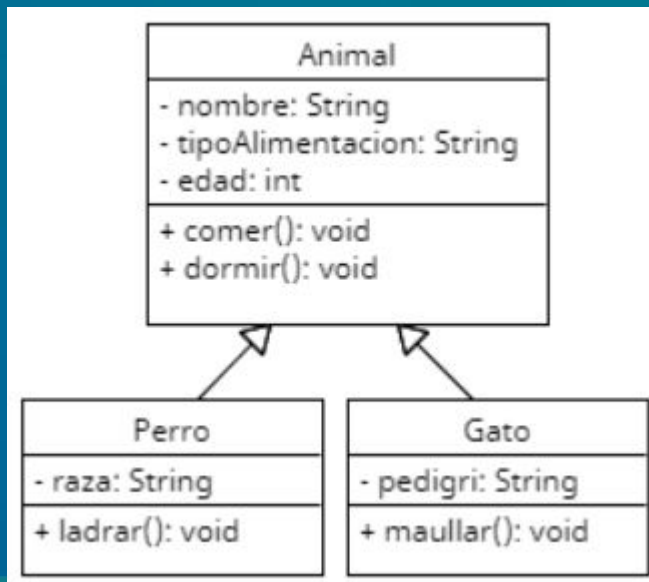 Animal
- nombre: String
- tipoAlimentacion: String
- edad: int
+ comer(): void
+ dormir(): void
Perro
- raza: String
+ ladrar(): void
Gato
- pedigri: String
+ maullar(): void